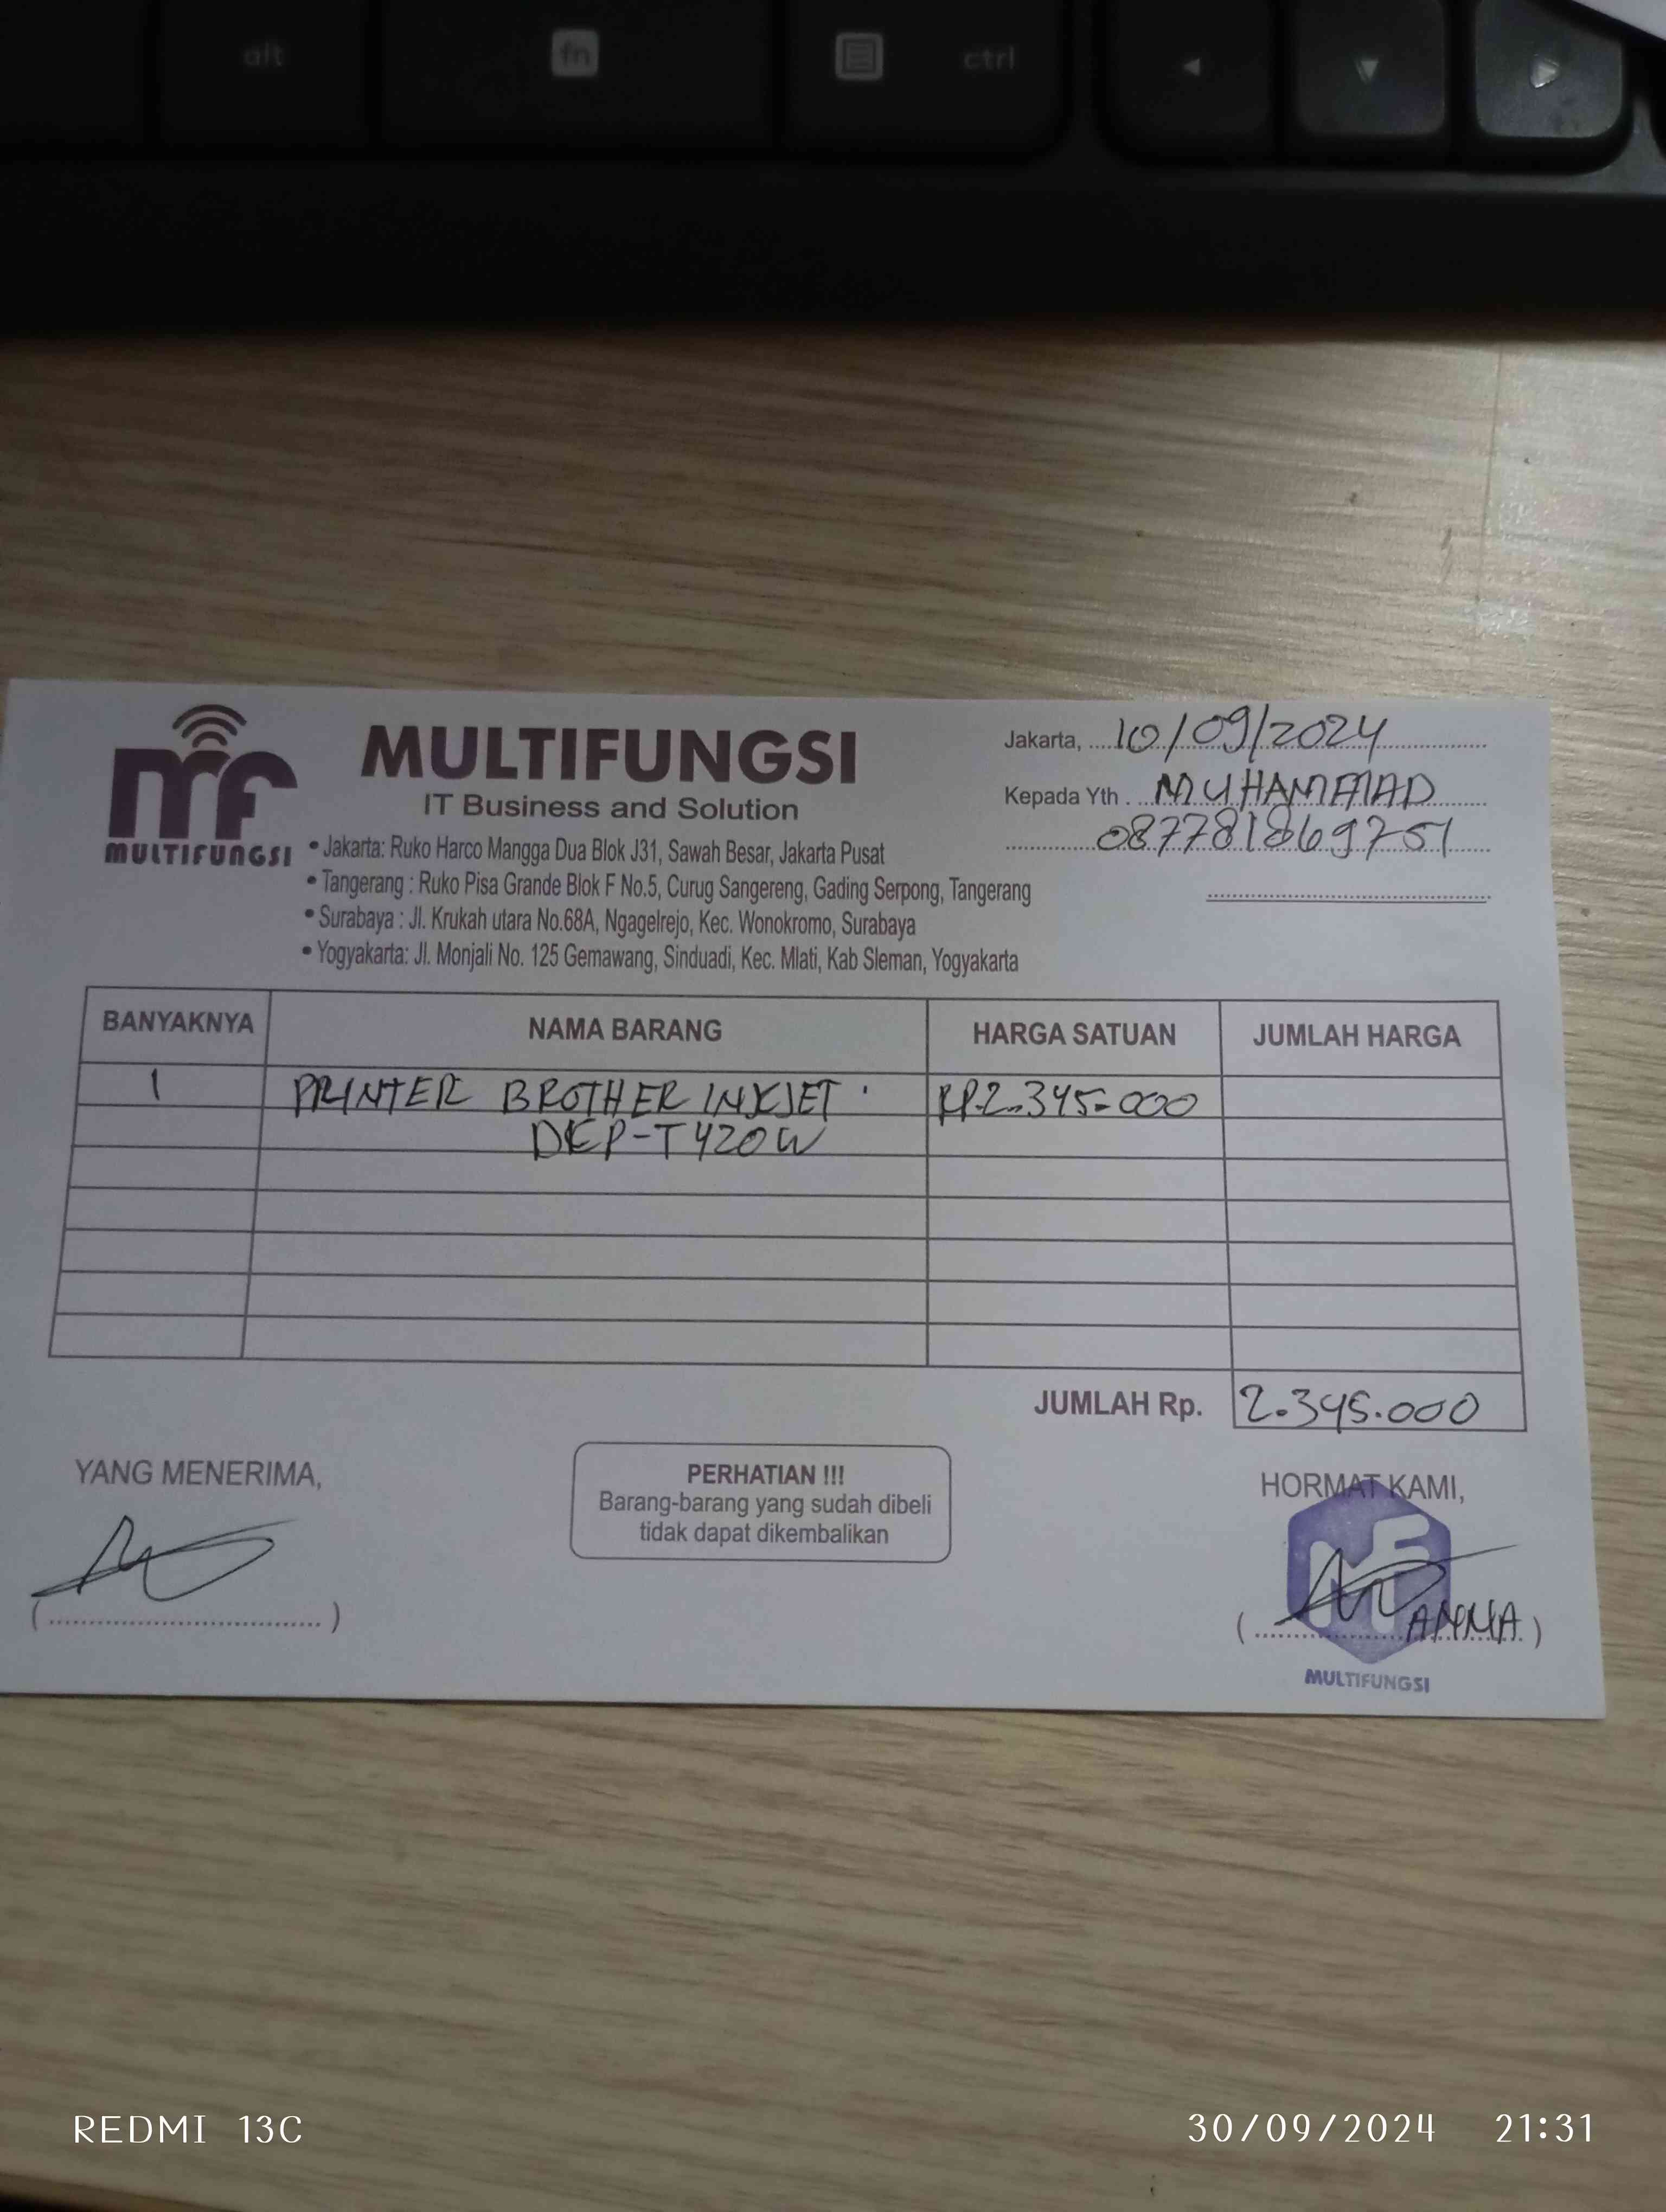 alt fn ctrl
MULTIFUNGSI
IT Business and Solution
MULTIFUNGSI
• Jakarta: Ruko Harco Mangga Dua Blok J31, Sawah Besar, Jakarta Pusat
• Tangerang : Ruko Pisa Grande Blok F No.5, Curug Sangereng, Gading Serpong, Tangerang
• Surabaya : Jl. Krukah utara No.68A, Ngagelrejo, Kec. Wonokromo, Surabaya
• Yogyakarta: Jl. Monjali No. 125 Gemawang, Sinduadi, Kec. Mlati, Kab Sleman, Yogyakarta
Jakarta, 10/09/2024
Kepada Yth . MUHAMMAD
087781869751
BANYAKNYA NAMA BARANG HARGA SATUAN JUMLAH HARGA
1 PRINTER BROTHER INKJET RP.2.345.000
DCP-T420W
JUMLAH Rp. 2.345.000
YANG MENERIMA,
PERHATIAN !!!
Barang-barang yang sudah dibeli
tidak dapat dikembalikan
HORMAT KAMI,
MF
(ANNA)
MULTIFUNGSI
REDMI 13C
30/09/2024 21:31